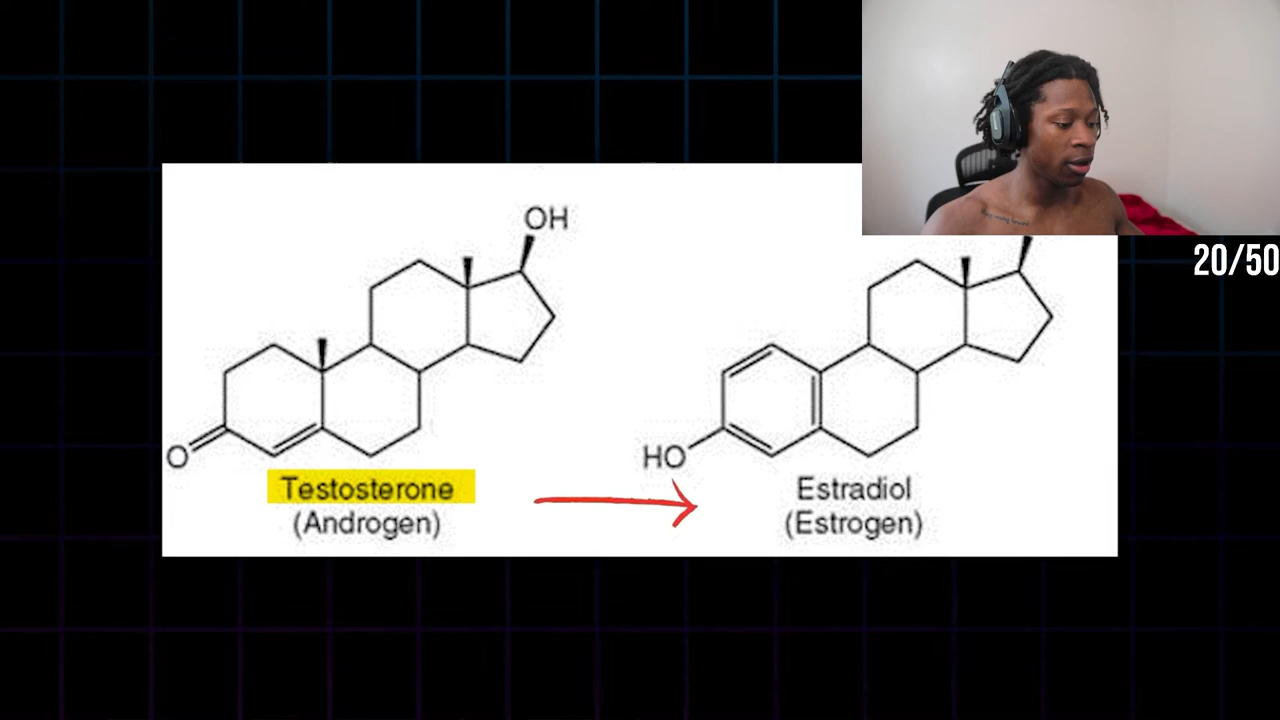 OH
20/50
O
HO
Testosterone
(Androgen)
Estradiol
(Estrogen)